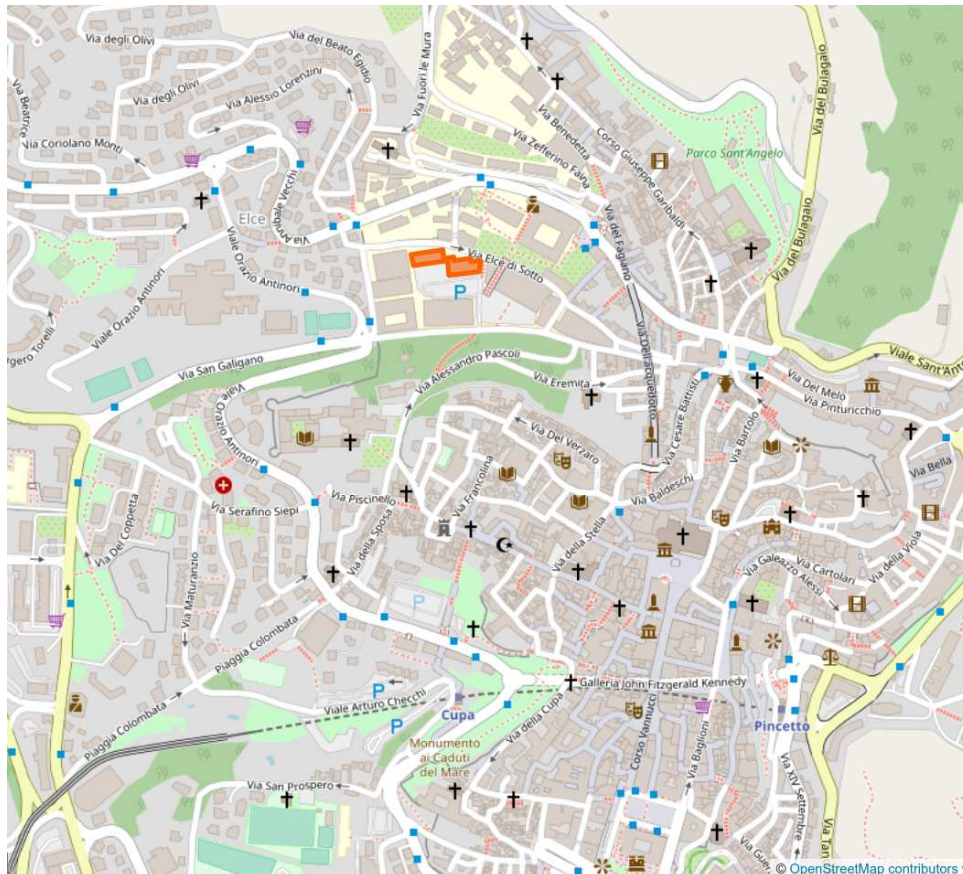 Via degli Olivi
Via del Beato Egidio
Via Fuori le Mura
Via Beatrice
Via degli Olivi
Via Alessio Lorenzini
Via Coriolano Monti
Via Benedetta
Via Zefferino Faina
Corso Giuseppe Garibaldi
Parco Sant'Angelo
Via del Bulagaio
Elce
Via Annibale Vecchi
Via del Fagiano
Viale Orazio Antinori
Via Elce di Sotto
Via del Bulagaio
P
Viale Orazio Antinori
Via San Galigano
Via Alessandro Pascoli
Via Eremita
Via Dell'acquedotto
Via Cesare Battisti
Viale Sant'Ant
Via Del Melo
Via Pinturicchio
Viale Orazio Antinori
Via Del Verzaro
Via Bartolo
Via Francolina
Via Baldeschi
Via Bella
Via Piscinello
Via Serafino Siepi
Via Del Coppetta
Via della Sposa
Via della Stella
Via della Viola
Via Cartolari
Via Galeazzo Alessi
Via Maturanzio
P
Piaggia Colombata
Galleria John Fitzgerald Kennedy
P
Viale Arturo Checchi
P
Cupa
Pincetto
Piaggia Colombata
Via della Cupa
Corso Vannucci
Via Baglioni
Monumento
ai Caduti
del Mare
Via San Prospero
Via XIV Settembre
© OpenStreetMap contributors